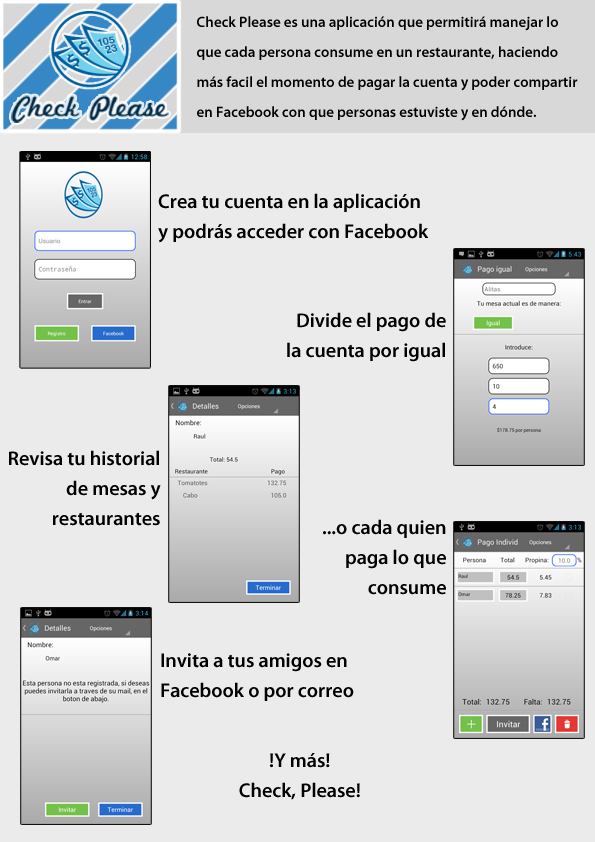 105
23
$
$
Check Please
Check Please es una aplicación que permitirá manejar lo
que cada persona consume en un restaurante, haciendo
más facil el momento de pagar la cuenta y poder compartir
en Facebook con que personas estuviste y en dónde.
12:58
105
23
$
$
Usuario
Contraseña
Entrar
Registro
Facebook
Crea tu cuenta en la aplicación
y podrás acceder con Facebook
Divide el pago de
la cuenta por igual
5:43
Pago igual Opciones
Alitas
Tu mesa actual es de manera:
Igual
Introduce:
650
10
4
$178.75 por persona
Revisa tu historial
de mesas y
restaurantes
3:13
Detalles Opciones
Nombre:
Raul
Total: 54.5
Restaurante Pago
Tomatotes 132.75
Cabo 105.0
Terminar
...o cada quien
paga lo que
consume
3:13
Pago Individ Opciones
Persona Total Propina: 10.0 %
Raul 54.5 5.45
Omar 78.25 7.83
Total: 132.75 Falta: 132.75
+ Invitar f
3:14
Detalles Opciones
Nombre:
Omar
Esta persona no esta registrada, si deseas
puedes invitarla a traves de su mail, en el
boton de abajo.
Invitar Terminar
Invita a tus amigos en
Facebook o por correo
!Y más!
Check, Please!